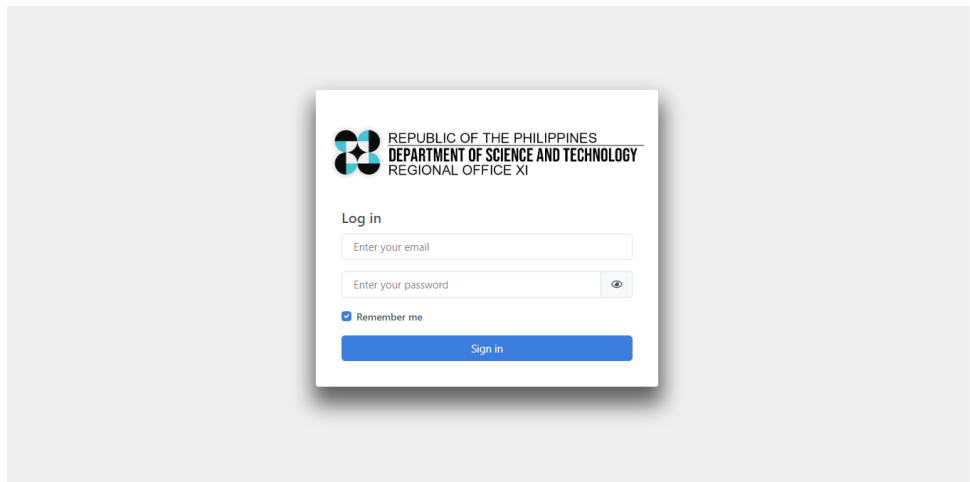 REPUBLIC OF THE PHILIPPINES
DEPARTMENT OF SCIENCE AND TECHNOLOGY
REGIONAL OFFICE XI
Log in
Enter your email
Enter your password
Remember me
Sign in